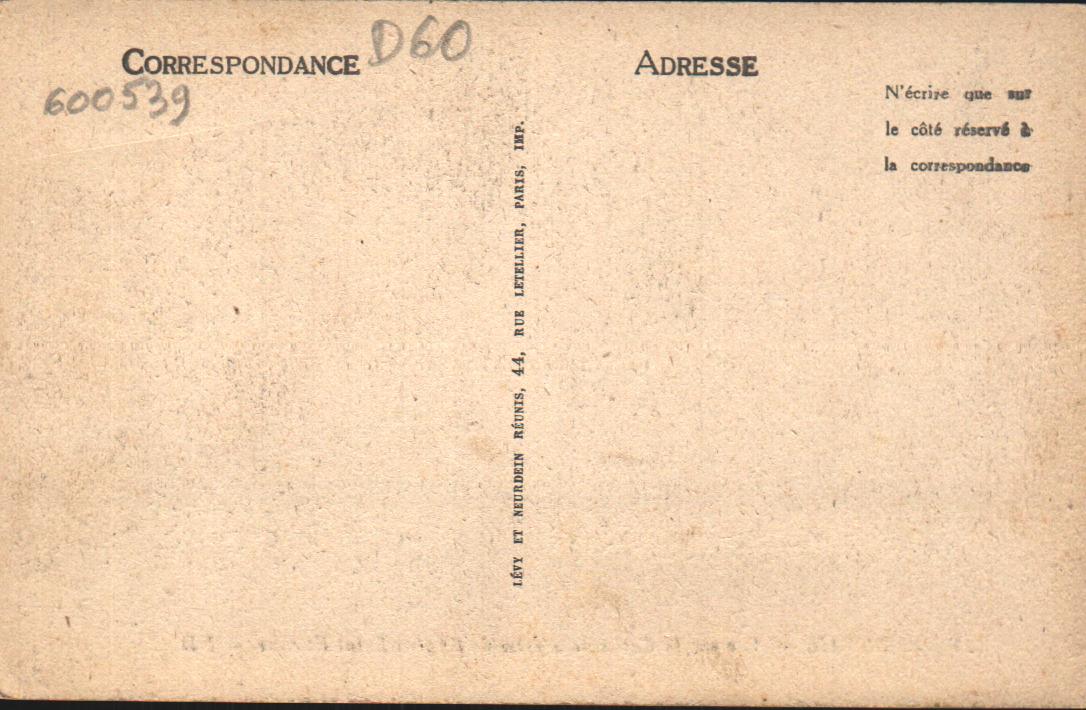 D60
CORRESPONDANCE
600539
LÉVY ET NEURDEIN RÉUNIS, 44, RUE LETELLIER, PARIS, IMP.
ADRESSE
N'écrire que sur
le côté réservé à
la correspondance